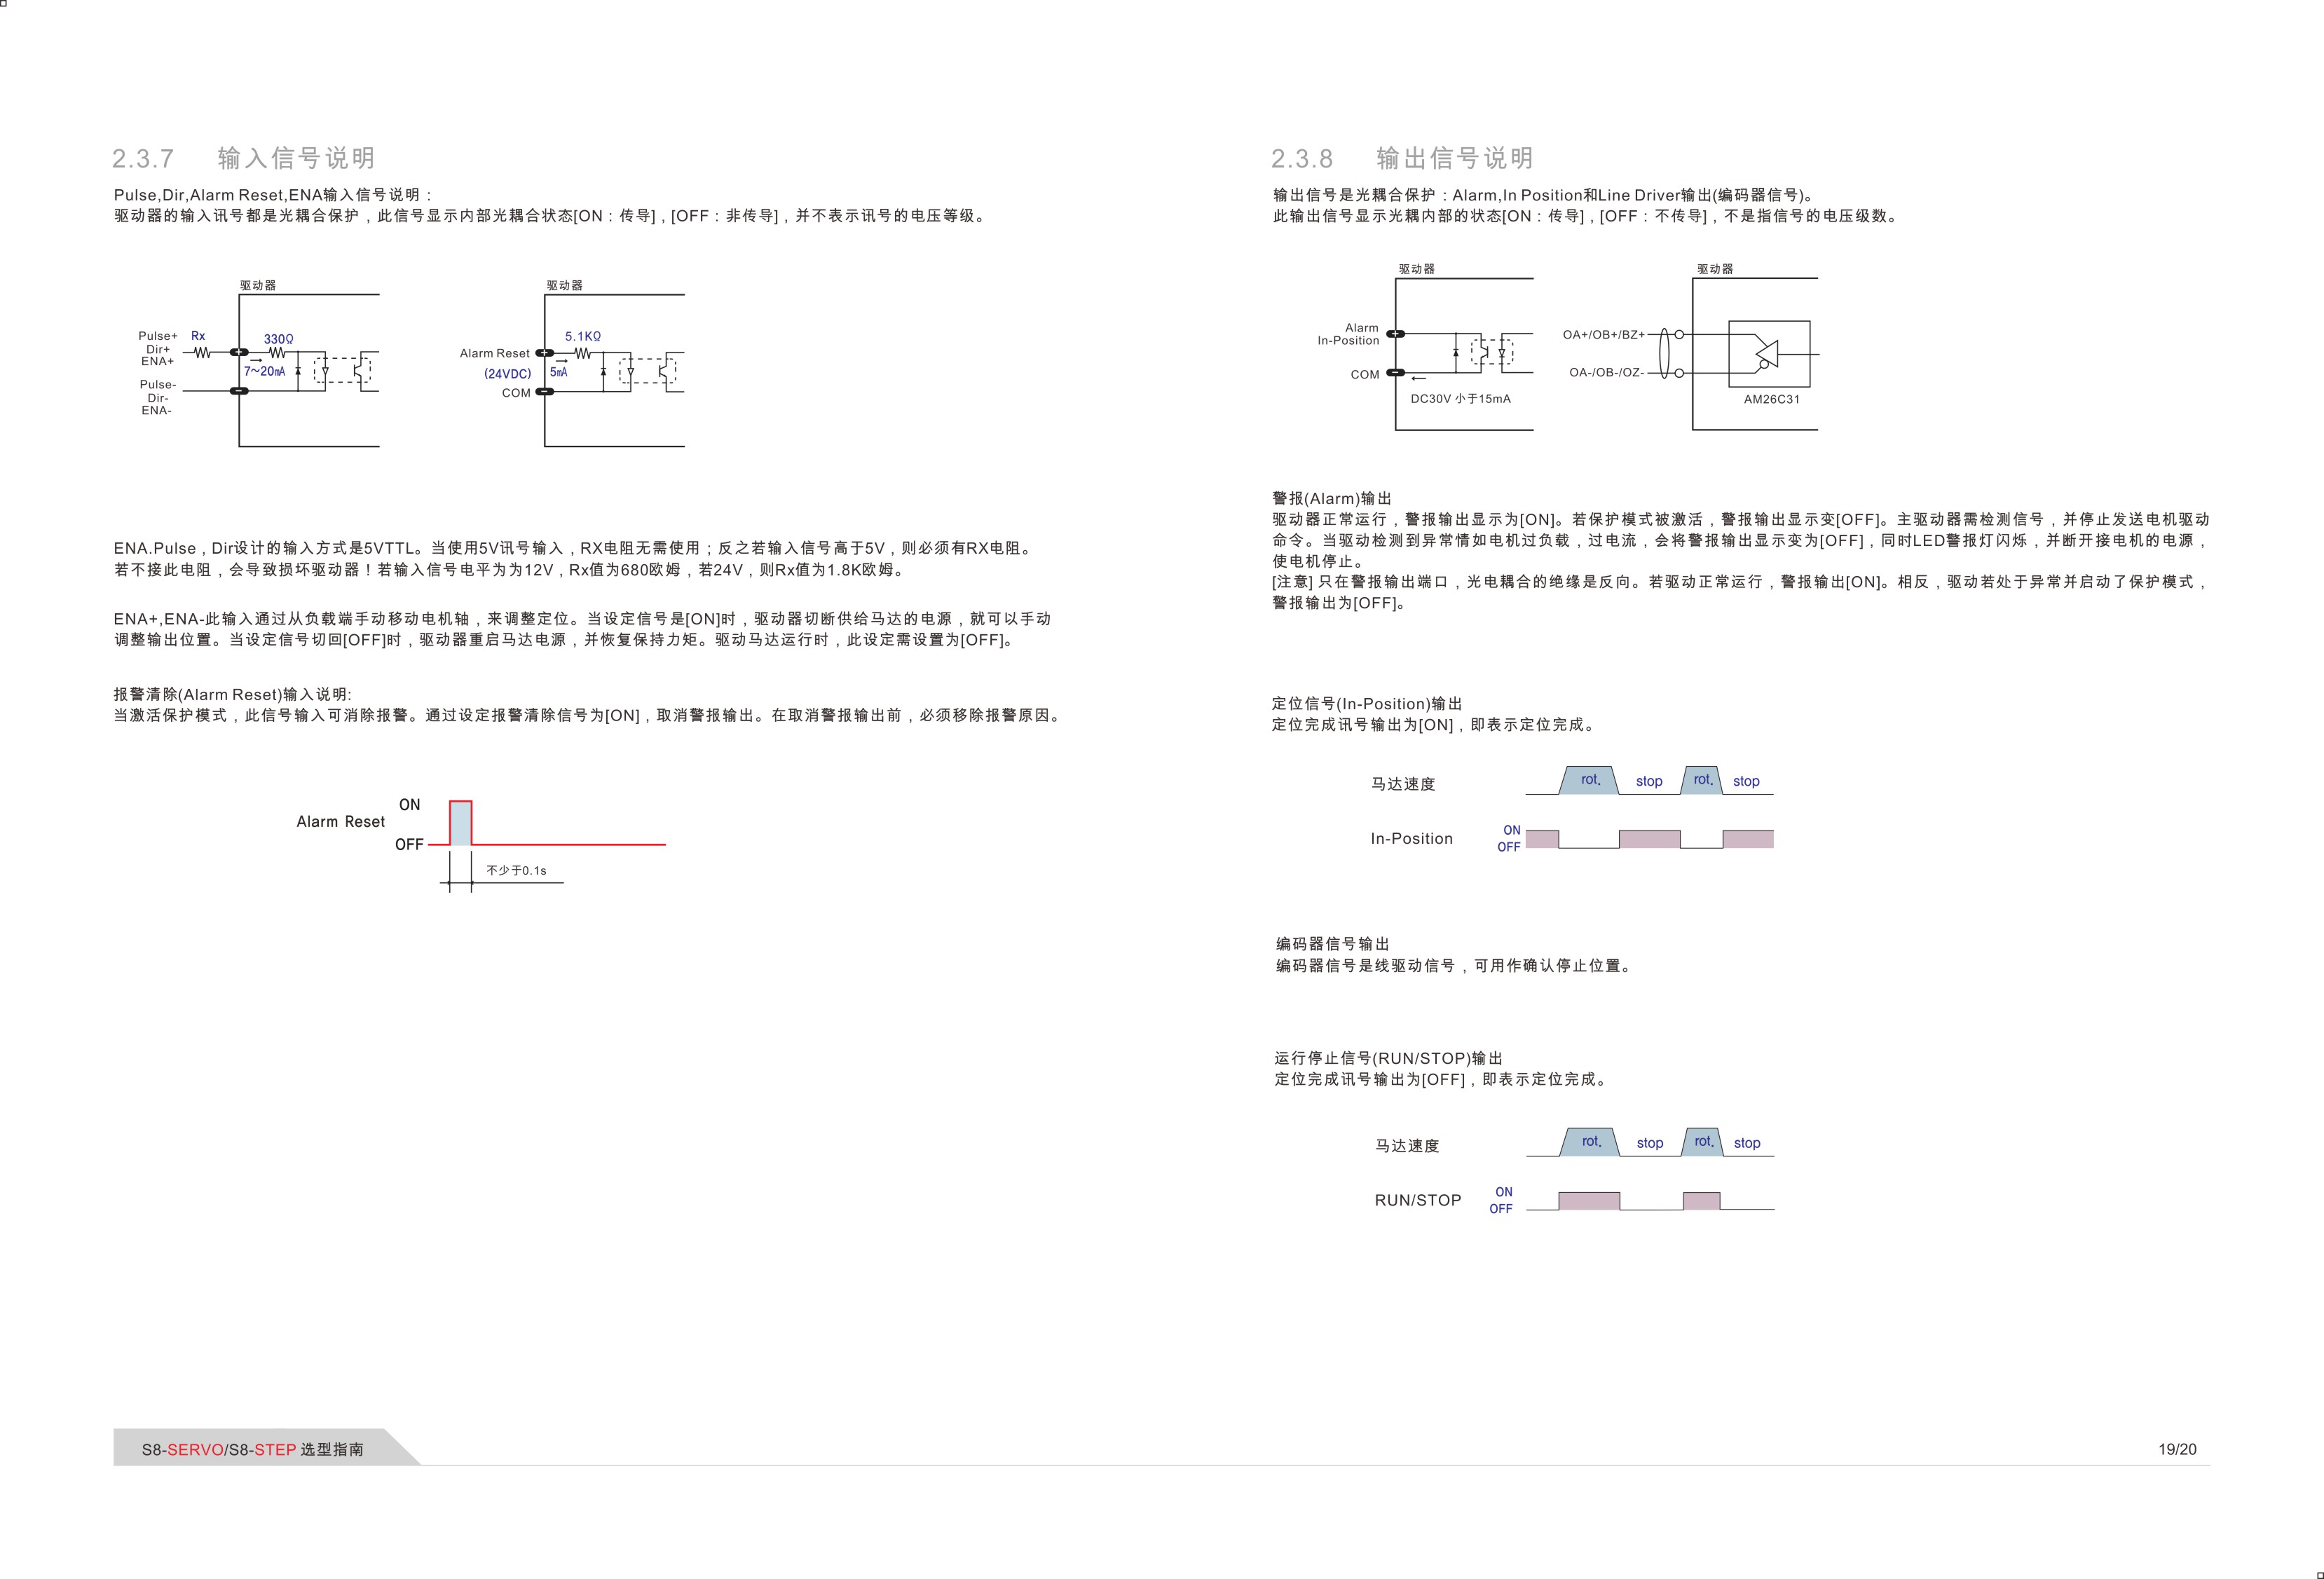 2.3.7 输入信号说明
Pulse,Dir,Alarm Reset,ENA输入信号说明：
驱动器的输入讯号都是光耦合保护，此信号显示内部光耦合状态[ON：传导]，[OFF：非传导]，并不表示讯号的电压等级。
驱动器
Pulse+ Rx
Dir+
ENA+
330Ω
7~20mA
Pulse-
Dir-
ENA-
驱动器
5.1KΩ
Alarm Reset
(24VDC) 5mA
COM
ENA.Pulse，Dir设计的输入方式是5VTTL。当使用5V讯号输入，RX电阻无需使用；反之若输入信号高于5V，则必须有RX电阻。
若不接此电阻，会导致损坏驱动器！若输入信号电平为为12V，Rx值为680欧姆，若24V，则Rx值为1.8K欧姆。
ENA+,ENA-此输入通过从负载端手动移动电机轴，来调整定位。当设定信号是[ON]时，驱动器切断供给马达的电源，就可以手动
调整输出位置。当设定信号切回[OFF]时，驱动器重启马达电源，并恢复保持力矩。驱动马达运行时，此设定需设置为[OFF]。
报警清除(Alarm Reset)输入说明:
当激活保护模式，此信号输入可消除报警。通过设定报警清除信号为[ON]，取消警报输出。在取消警报输出前，必须移除报警原因。
ON
Alarm Reset
OFF
不少于0.1s
2.3.8 输出信号说明
输出信号是光耦合保护：Alarm,In Position和Line Driver输出(编码器信号)。
此输出信号显示光耦内部的状态[ON：传导]，[OFF：不传导]，不是指信号的电压级数。
驱动器
Alarm
In-Position
COM
DC30V 小于15mA
驱动器
OA+/OB+/BZ+
OA-/OB-/OZ-
AM26C31
警报(Alarm)输出
驱动器正常运行，警报输出显示为[ON]。若保护模式被激活，警报输出显示变[OFF]。主驱动器需检测信号，并停止发送电机驱动
命令。当驱动检测到异常情如电机过负载，过电流，会将警报输出显示变为[OFF]，同时LED警报灯闪烁，并断开接电机的电源，
使电机停止。
[注意] 只在警报输出端口，光电耦合的绝缘是反向。若驱动正常运行，警报输出[ON]。相反，驱动若处于异常并启动了保护模式，
警报输出为[OFF]。
定位信号(In-Position)输出
定位完成讯号输出为[ON]，即表示定位完成。
马达速度 rot. stop rot. stop
In-Position ON
OFF
编码器信号输出
编码器信号是线驱动信号，可用作确认停止位置。
运行停止信号(RUN/STOP)输出
定位完成讯号输出为[OFF]，即表示定位完成。
马达速度 rot. stop rot. stop
RUN/STOP ON
OFF
S8-SERVO/S8-STEP 选型指南
19/20